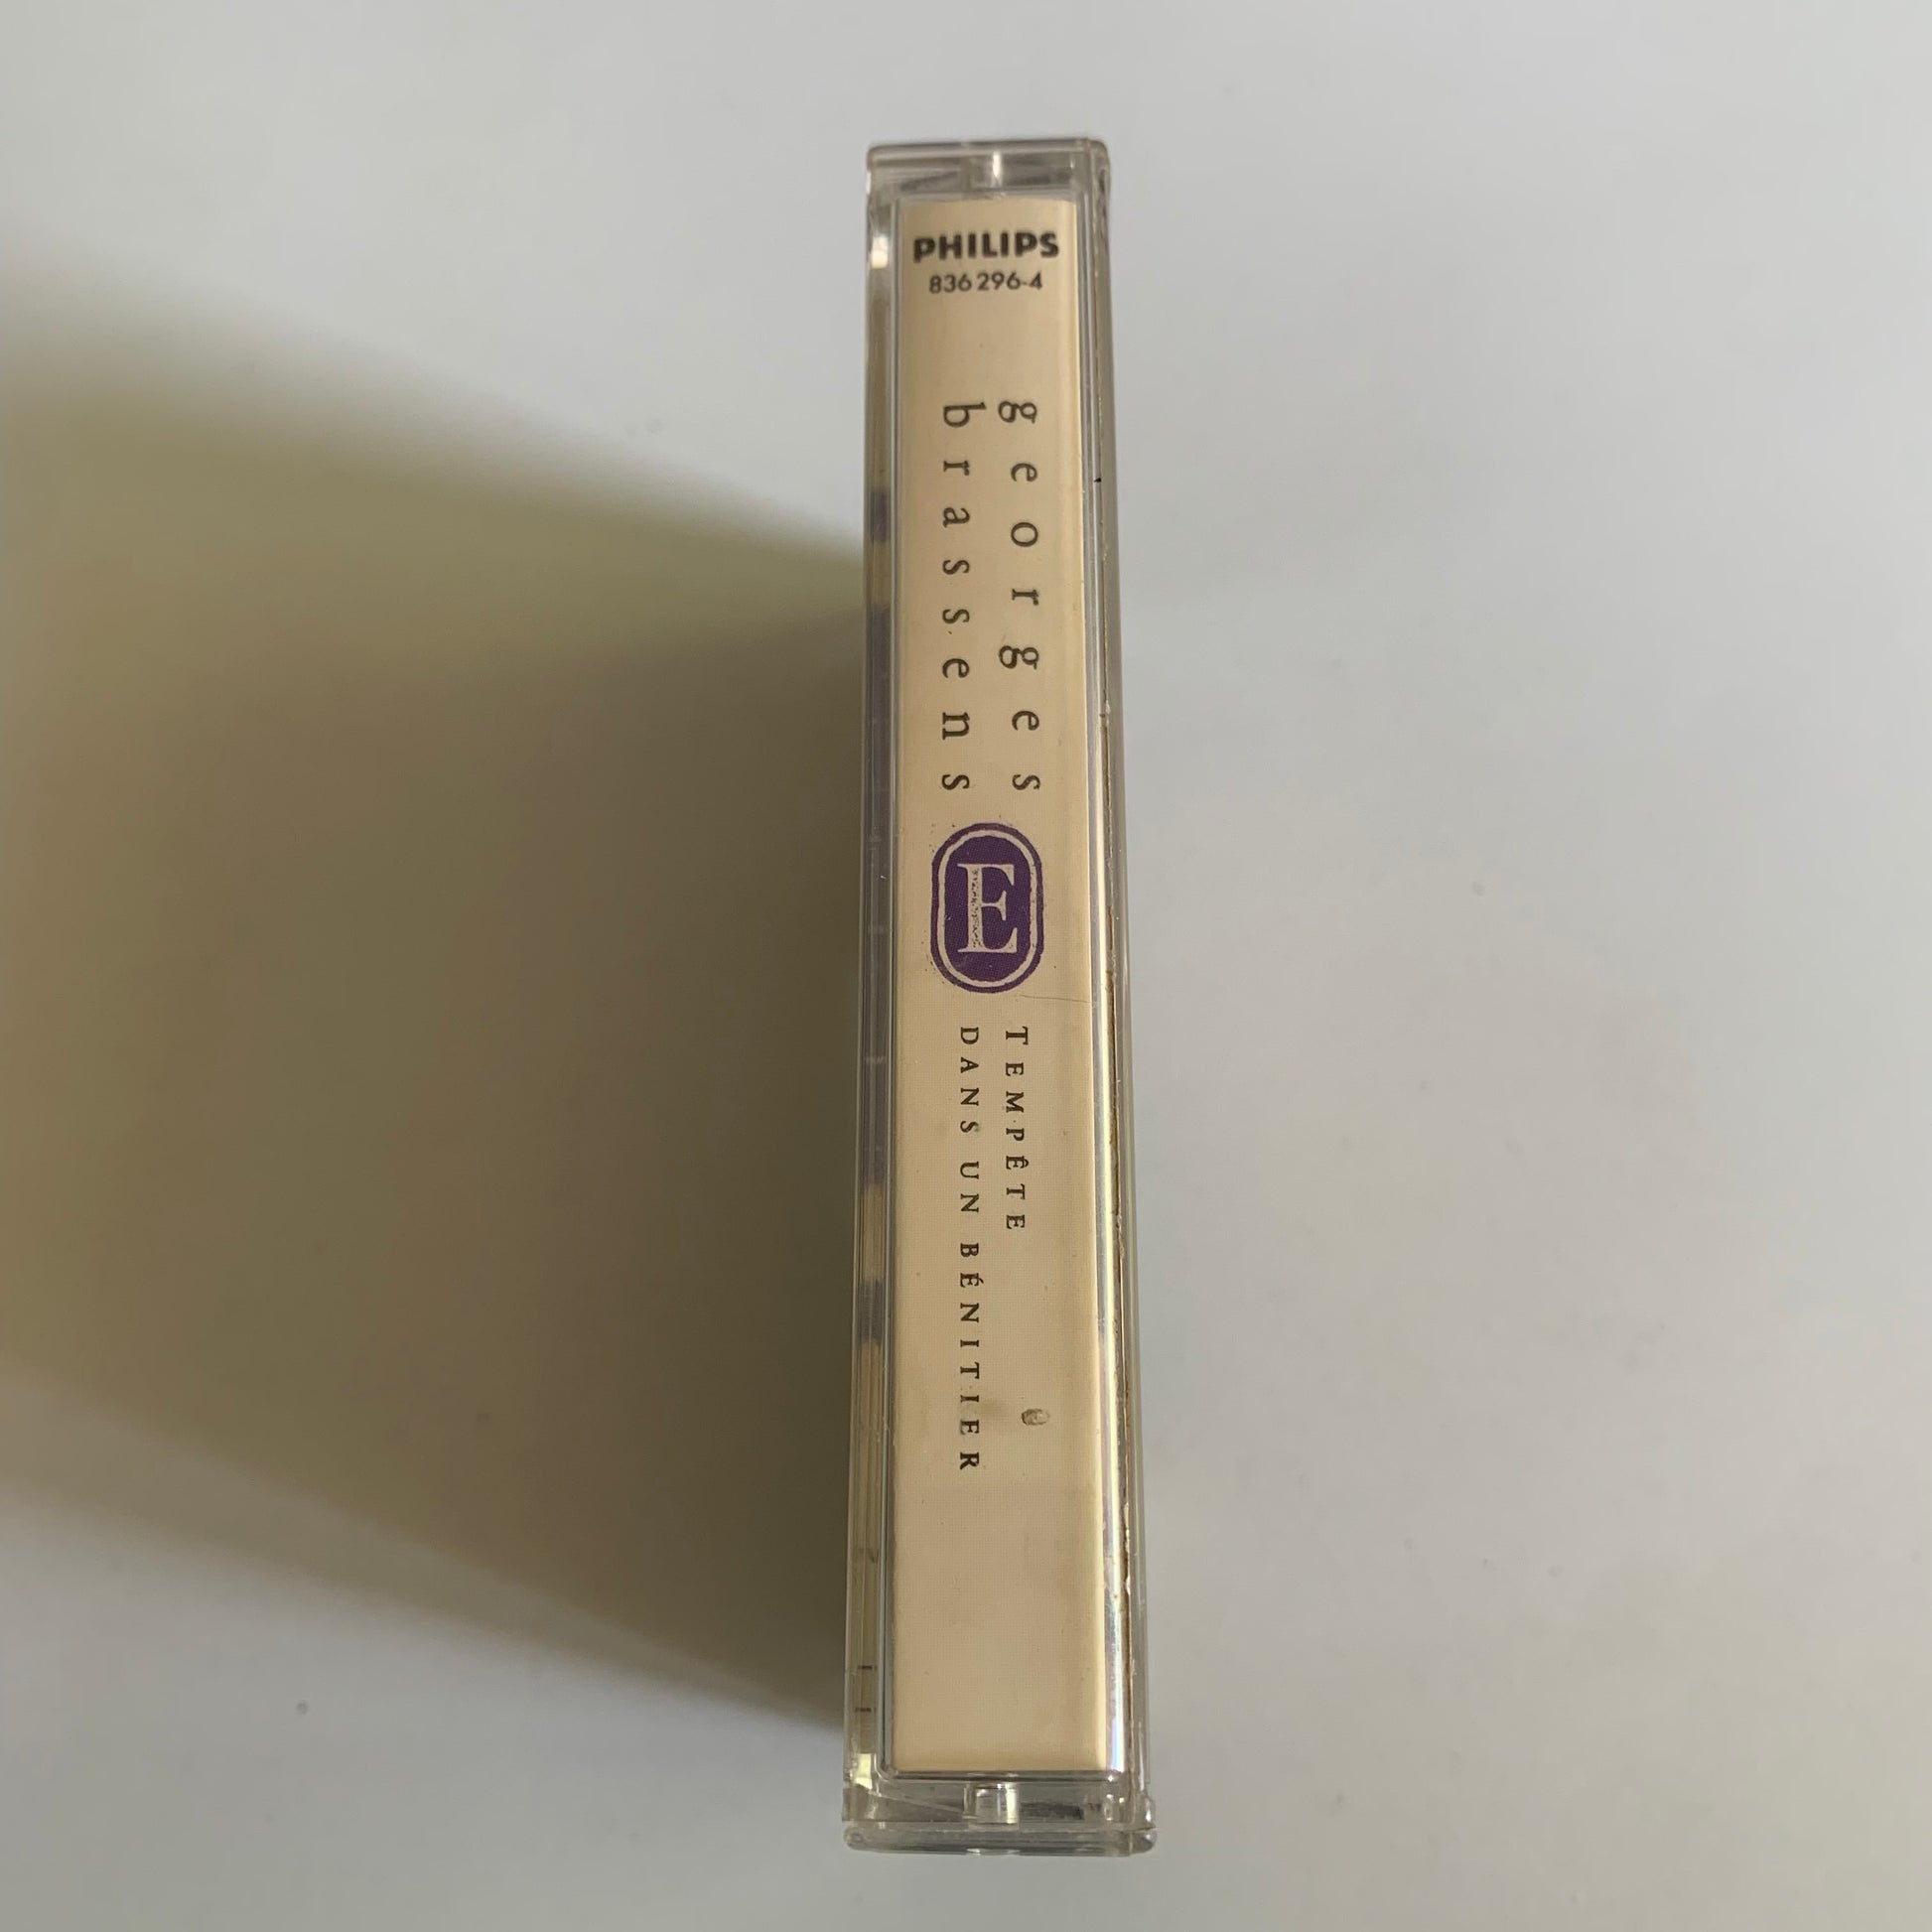 PHILIPS
836 296-4
georges
brassens
E
TEMPÊTE
DANS UN BÉNITIER